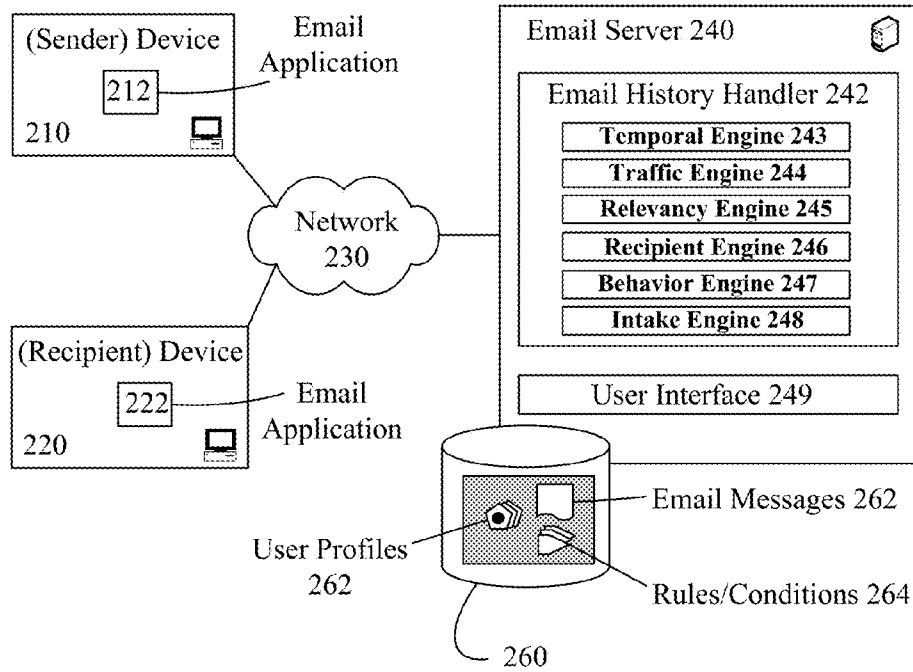 (Sender) Device
212
210
Email
Application
Network
230
(Recipient) Device
222
220
Email
Application
Email Server 240
Email History Handler 242
Temporal Engine 243
Traffic Engine 244
Relevancy Engine 245
Recipient Engine 246
Behavior Engine 247
Intake Engine 248
User Interface 249
Email Messages 262
User Profiles
262
Rules/Conditions 264
260